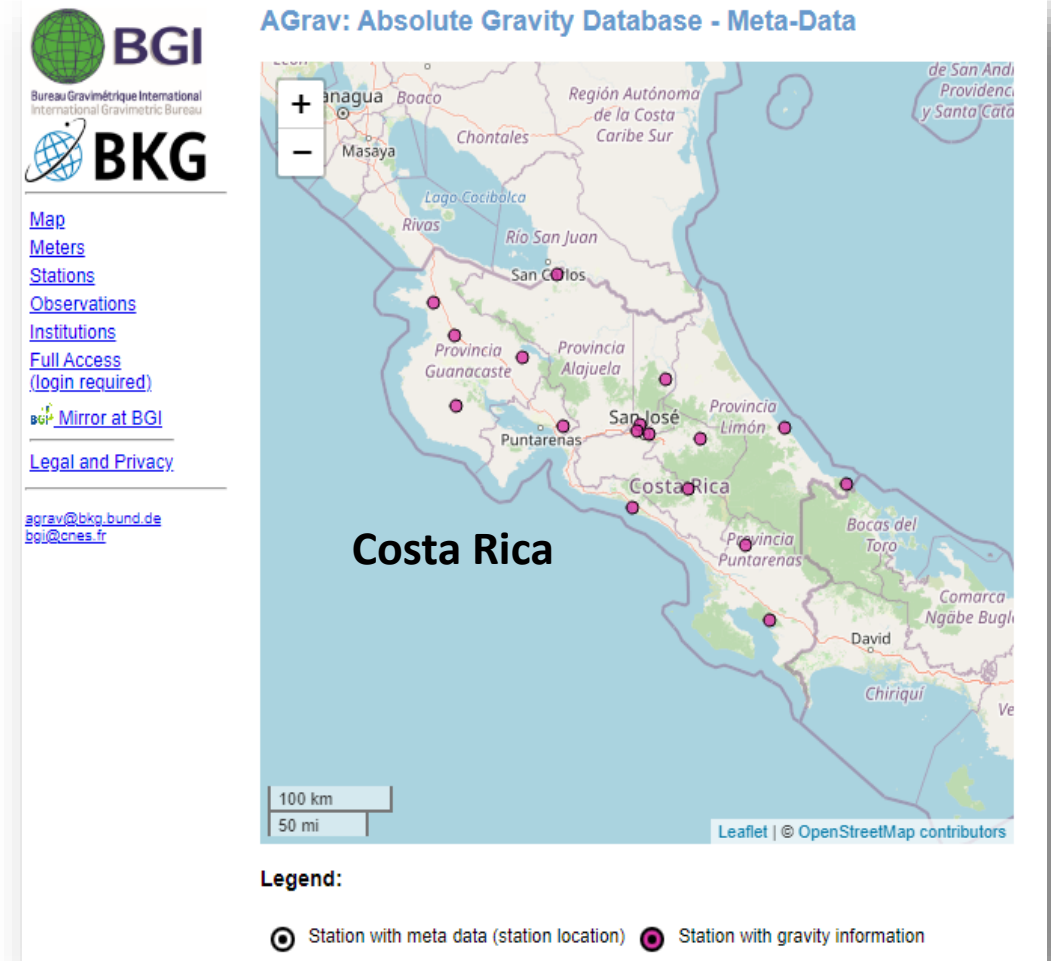 BGI
Bureau Gravimétrique International
International Gravimetric Bureau
BKG
Map
Meters
Stations
Observations
Institutions
Full Access
(login required)
BGI Mirror at BGI
Legal and Privacy
agrav@bkg.bund.de
bgi@cnes.fr
AGrav: Absolute Gravity Database - Meta-Data
+
−
anagua
Boaco
Región Autónoma
de la Costa
Caribe Sur
de San Andr
Providenc
y Santa Cata
Chontales
Masaya
Lago Cocibolca
Rivas
Río San Juan
San Carlos
Provincia
Guanacaste
Provincia
Alajuela
San José
Provincia
Limón
Puntarenas
Costa Rica
Bocas del
Toro
Provincia
Puntarenas
Costa Rica
Comarca
Ngäbe Bugl
David
Chiriquí
Ve
100 km
50 mi
Leaflet | © OpenStreetMap contributors
Legend:
Station with meta data (station location)
Station with gravity information